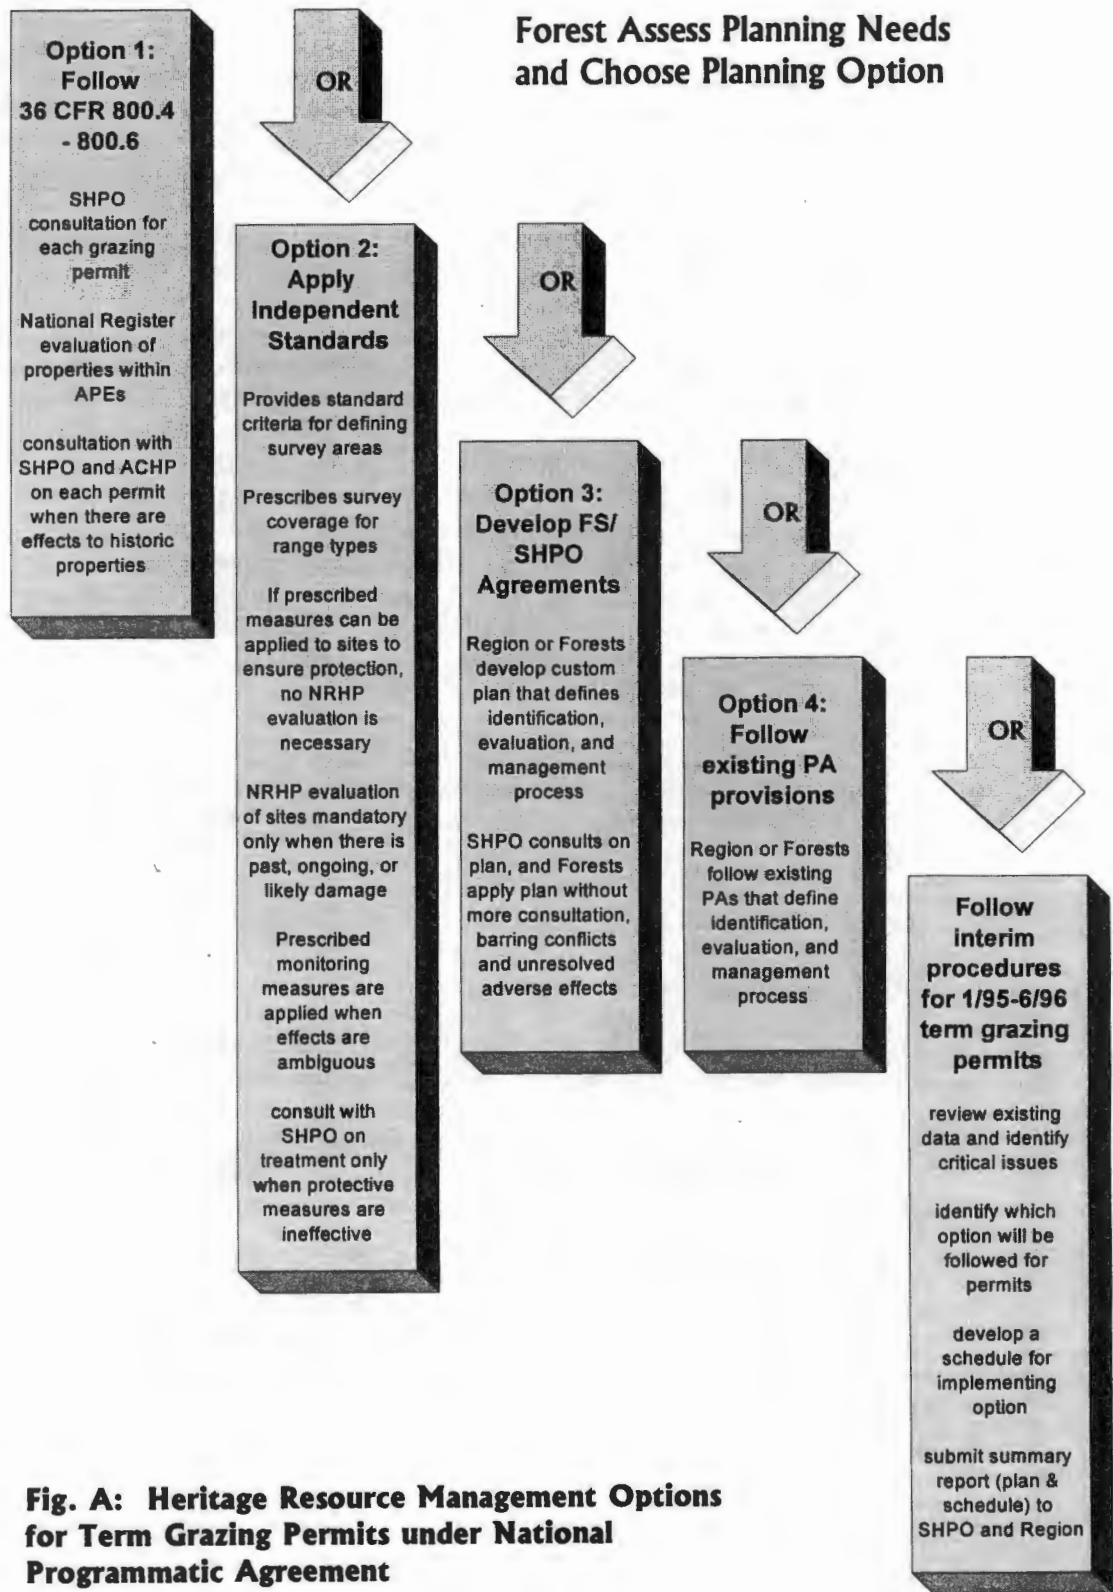 Forest Assess Planning Needs
and Choose Planning Option
Option 1:
Follow
36 CFR 800.4
- 800.6
SHPO
consultation for
each grazing
permit
National Register
evaluation of
properties within
APEs
consultation with
SHPO and ACHP
on each permit
when there are
effects to historic
properties
OR
Option 2:
Apply
Independent
Standards
Provides standard
criteria for defining
survey areas
Prescribes survey
coverage for
range types
If prescribed
measures can be
applied to sites to
ensure protection,
no NRHP
evaluation is
necessary
NRHP evaluation
of sites mandatory
only when there is
past, ongoing, or
likely damage
Prescribed
monitoring
measures are
applied when
effects are
ambiguous
consult with
SHPO on
treatment only
when protective
measures are
ineffective
OR
Option 3:
Develop FS/
SHPO
Agreements
Region or Forests
develop custom
plan that defines
identification,
evaluation, and
management
process
SHPO consults on
plan, and Forests
apply plan without
more consultation,
barring conflicts
and unresolved
adverse effects
OR
Option 4:
Follow
existing PA
provisions
Region or Forests
follow existing
PAs that define
identification,
evaluation, and
management
process
OR
Follow
interim
procedures
for 1/95-6/96
term grazing
permits
review existing
data and identify
critical issues
identify which
option will be
followed for
permits
develop a
schedule for
implementing
option
submit summary
report (plan &
schedule) to
SHPO and Region
Fig. A: Heritage Resource Management Options
for Term Grazing Permits under National
Programmatic Agreement